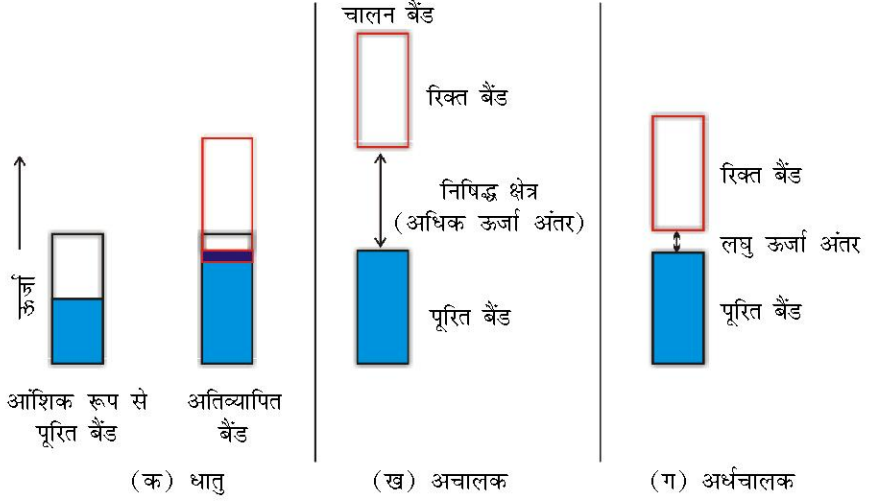 ऊर्जा
आंशिक रूप से
पूरित बैंड
अतिव्यापित
बैंड
(क) धातु
चालन बैंड
रिक्त बैंड
निषिद्ध क्षेत्र
(अधिक ऊर्जा अंतर)
पूरित बैंड
(ख) अचालक
रिक्त बैंड
लघु ऊर्जा अंतर
पूरित बैंड
(ग) अर्धचालक